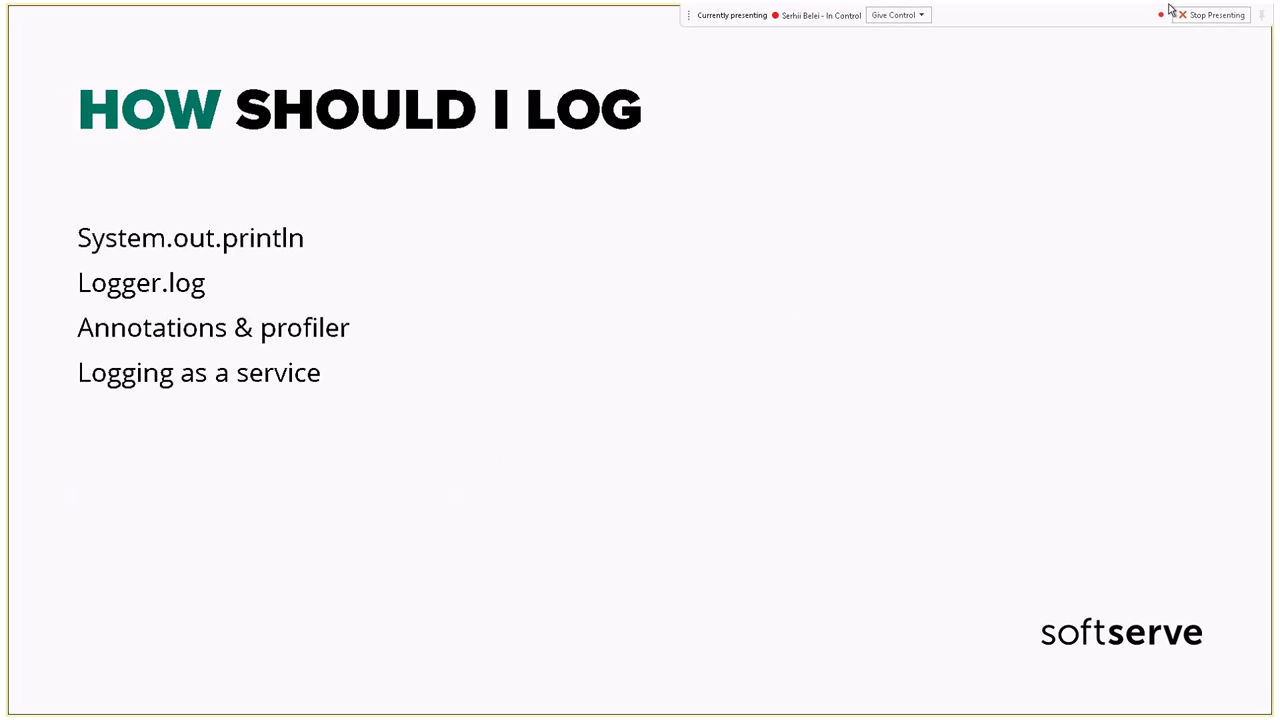 Currently presenting Serhii Belei - In Control Give Control Stop Presenting
HOW SHOULD I LOG
System.out.println
Logger.log
Annotations & profiler
Logging as a service
softserve